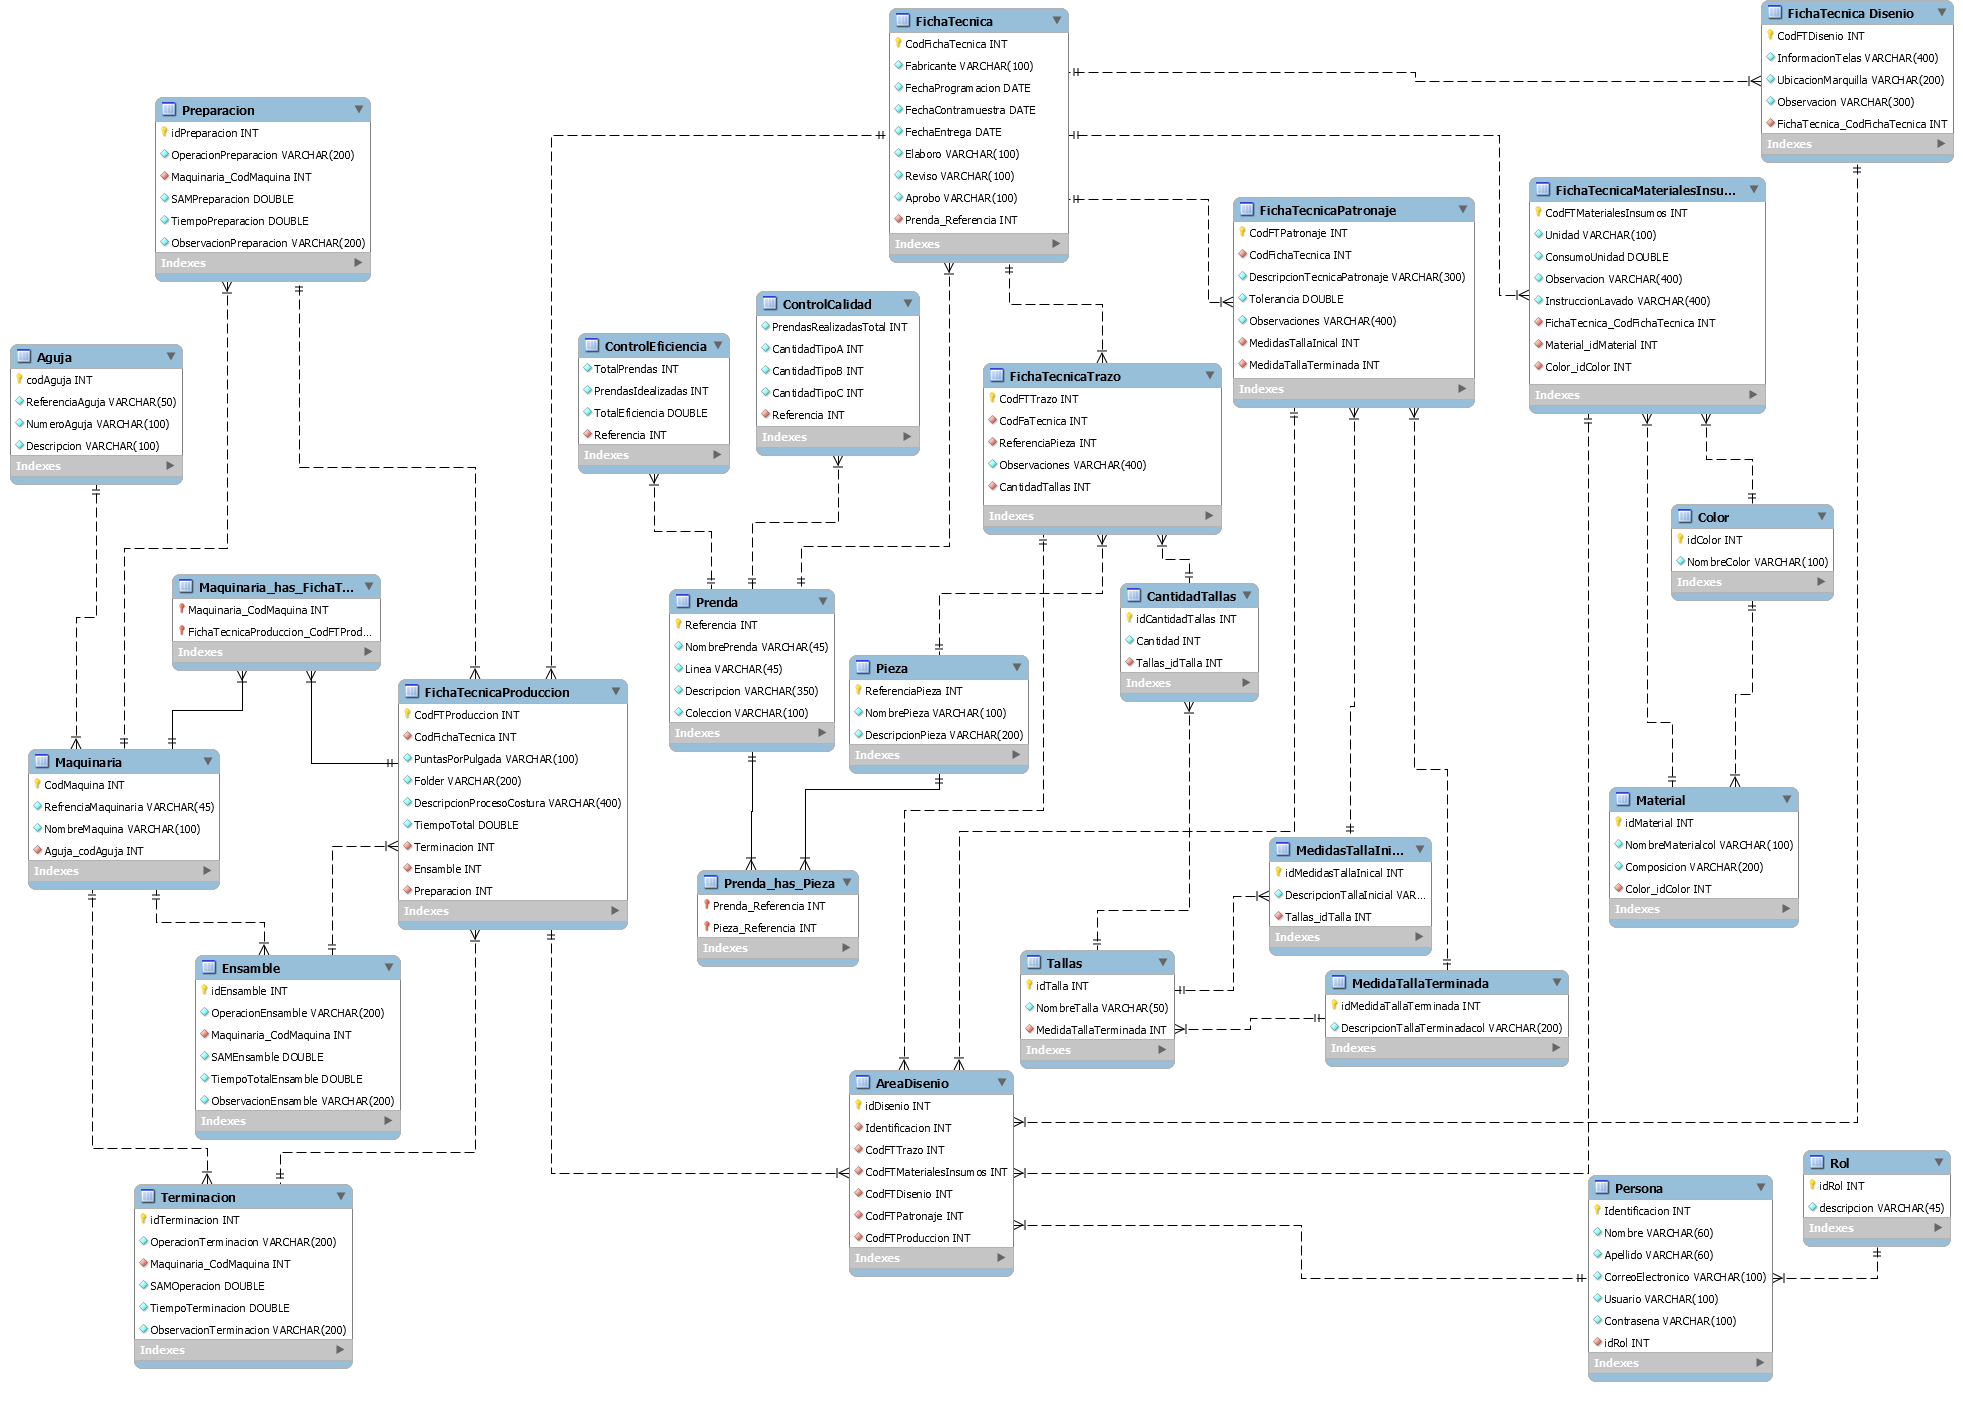 FichaTecnica
CodFichaTecnica INT
Fabricante VARCHAR(100)
FechaProgramacion DATE
FechaContramuestra DATE
FechaEntrega DATE
Elaboro VARCHAR(100)
Reviso VARCHAR(100)
Aprobo VARCHAR(100)
Prenda_Referencia INT
Indexes
FichaTecnica Disenio
CodFTDisenio INT
InformacionTelas VARCHAR(400)
UbicacionMarquilla VARCHAR(200)
Observacion VARCHAR(300)
FichaTecnica_CodFichaTecnica INT
Indexes
Preparacion
idPreparacion INT
OperacionPreparacion VARCHAR(200)
Maquinaria_CodMaquina INT
SAMPreparacion DOUBLE
TiempoPreparacion DOUBLE
ObservacionPreparacion VARCHAR(200)
Indexes
FichaTecnicaPatronaje
CodFTPatronaje INT
CodFichaTecnica INT
DescripcionTecnicaPatronaje VARCHAR(300)
Tolerancia DOUBLE
Observaciones VARCHAR(400)
MedidasTallaInical INT
MedidaTallaTerminada INT
Indexes
FichaTecnicaMaterialesInsu...
CodFTMaterialesInsumos INT
Unidad VARCHAR(100)
ConsumoUnidad DOUBLE
Observacion VARCHAR(400)
InstruccionLavado VARCHAR(400)
FichaTecnica_CodFichaTecnica INT
Material_idMaterial INT
Color_idColor INT
Indexes
Aguja
codAguja INT
ReferenciaAguja VARCHAR(50)
NumeroAguja VARCHAR(100)
Descripcion VARCHAR(100)
Indexes
ControlEficiencia
TotalPrendas INT
PrendasIdealizadas INT
TotalEficiencia DOUBLE
Referencia INT
Indexes
ControlCalidad
PrendasRealizadasTotal INT
CantidadTipoA INT
CantidadTipoB INT
CantidadTipoC INT
Referencia INT
Indexes
FichaTecnicaTrazo
CodFTTrazo INT
CodFaTecnica INT
ReferenciaPieza INT
Observaciones VARCHAR(400)
CantidadTallas INT
Indexes
Color
idColor INT
NombreColor VARCHAR(100)
Indexes
Maquinaria_has_FichaT...
Maquinaria_CodMaquina INT
FichaTecnicaProduccion_CodFTProd...
Indexes
Prenda
Referencia INT
NombrePrenda VARCHAR(45)
Linea VARCHAR(45)
Descripcion VARCHAR(350)
Coleccion VARCHAR(100)
Indexes
CantidadTallas
idCantidadTallas INT
Cantidad INT
Tallas_idTalla INT
Indexes
Pieza
ReferenciaPieza INT
NombrePieza VARCHAR(100)
DescripcionPieza VARCHAR(200)
Indexes
FichaTecnicaProduccion
CodFTProduccion INT
CodFichaTecnica INT
PuntasPorPulgada VARCHAR(100)
Folder VARCHAR(200)
DescripcionProcesoCostura VARCHAR(400)
TiempoTotal DOUBLE
Terminacion INT
Ensamble INT
Preparacion INT
Indexes
Maquinaria
CodMaquina INT
RefrenciaMaquinaria VARCHAR(45)
NombreMaquina VARCHAR(100)
Aguja_codAguja INT
Indexes
Material
idMaterial INT
NombreMaterialcol VARCHAR(100)
Composicion VARCHAR(200)
Color_idColor INT
Indexes
Prenda_has_Pieza
Prenda_Referencia INT
Pieza_Referencia INT
Indexes
MedidasTallaIni...
idMedidasTallaInical INT
DescripcionTallaInicial VAR...
Tallas_idTalla INT
Indexes
Ensamble
idEnsamble INT
OperacionEnsamble VARCHAR(200)
Maquinaria_CodMaquina INT
SAMEnsamble DOUBLE
TiempoTotalEnsamble DOUBLE
ObservacionEnsamble VARCHAR(200)
Indexes
Tallas
idTalla INT
NombreTalla VARCHAR(50)
MedidaTallaTerminada INT
Indexes
MedidaTallaTerminada
idMedidaTallaTerminada INT
DescripcionTallaTerminadacol VARCHAR(200)
Indexes
AreaDisenio
idDisenio INT
Identificacion INT
CodFTTrazo INT
CodFTMaterialesInsumos INT
CodFTDisenio INT
CodFTPatronaje INT
CodFTProduccion INT
Indexes
Terminacion
idTerminacion INT
OperacionTerminacion VARCHAR(200)
Maquinaria_CodMaquina INT
SAMOperacion DOUBLE
TiempoTerminacion DOUBLE
ObservacionTerminacion VARCHAR(200)
Indexes
Persona
Identificacion INT
Nombre VARCHAR(60)
Apellido VARCHAR(60)
CorreoElectronico VARCHAR(100)
Usuario VARCHAR(100)
Contrasena VARCHAR(100)
idRol INT
Indexes
Rol
idRol INT
descripcion VARCHAR(45)
Indexes